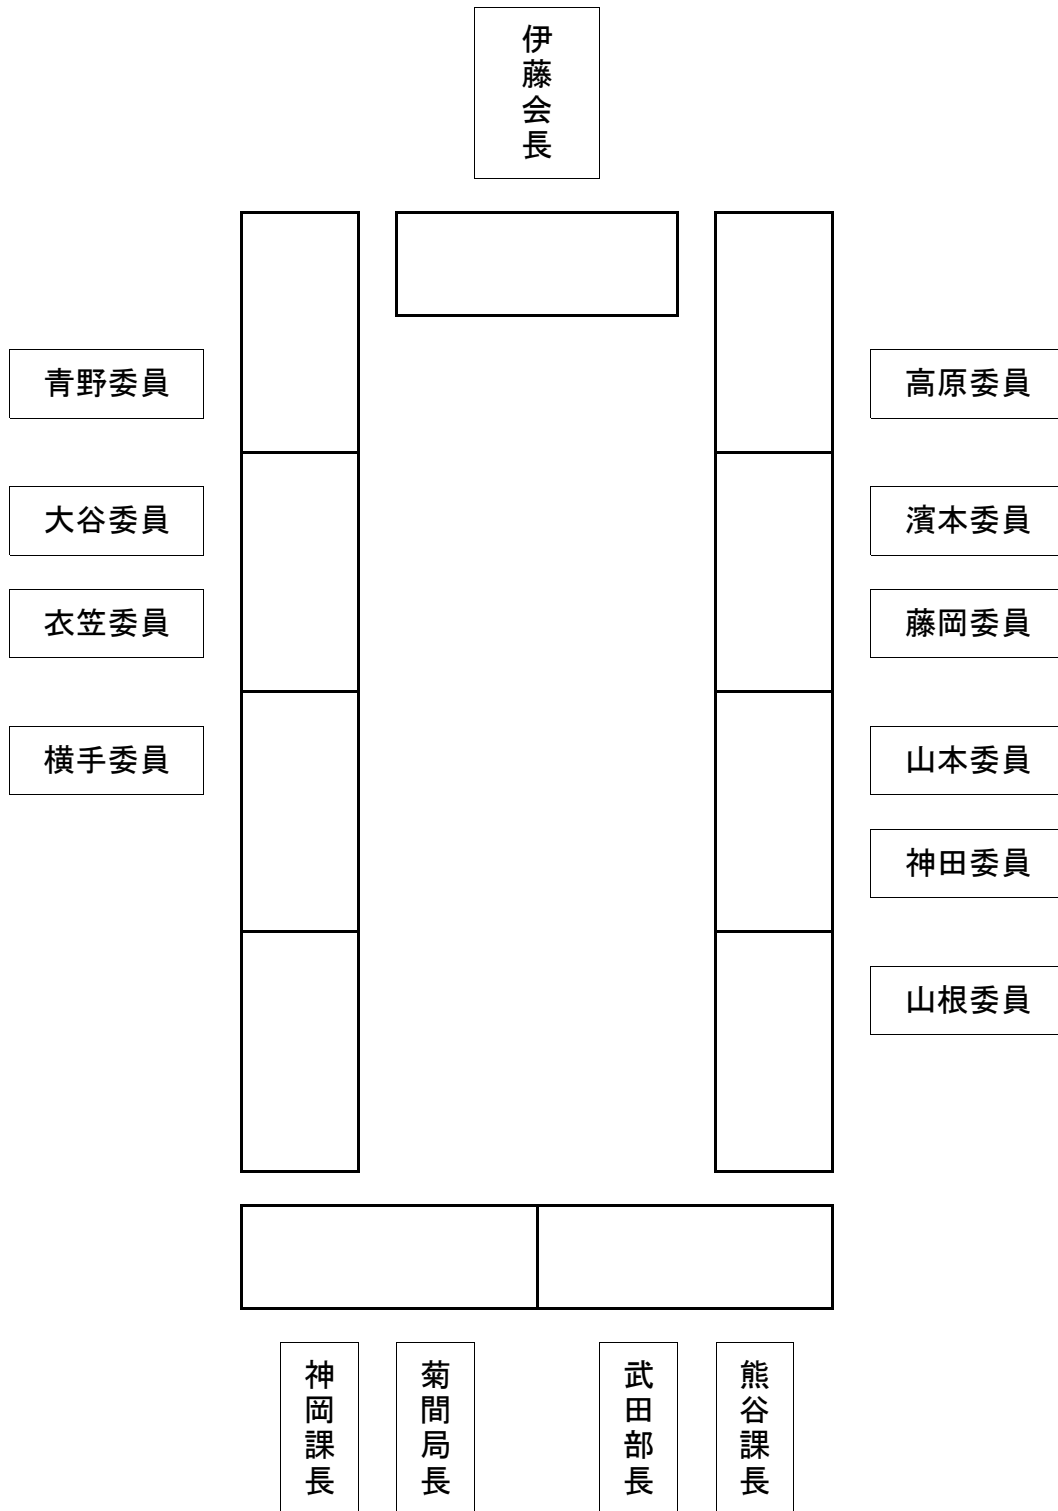 伊藤会長
青野委員
高原委員
大谷委員
濱本委員
衣笠委員
藤岡委員
横手委員
山本委員
神田委員
山根委員
神岡課長
菊間局長
武田部長
熊谷課長